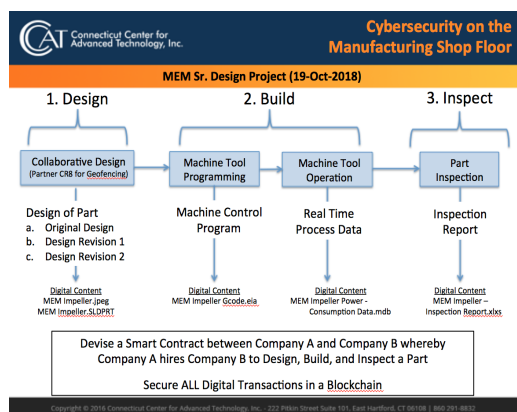 CCAT Connecticut Center for
Advanced Technology, Inc.
Cybersecurity on the
Manufacturing Shop Floor
MEM Sr. Design Project (19-Oct-2018)
1. Design
2. Build
3. Inspect
Collaborative Design
(Partner CR8 for Geofencing)
Machine Tool
Programming
Machine Tool
Operation
Part
Inspection
Design of Part
a. Original Design
b. Design Revision 1
c. Design Revision 2
Machine Control
Program
Real Time
Process Data
Inspection
Report
Digital Content
MEM Impeller.jpeg
MEM Impeller.SLDPRT
Digital Content
MEM Impeller Gcode.eia
Digital Content
MEM Impeller Power -
Consumption Data.mdb
Digital Content
MEM Impeller –
Inspection Report.xlxs
Devise a Smart Contract between Company A and Company B whereby
Company A hires Company B to Design, Build, and Inspect a Part
Secure ALL Digital Transactions in a Blockchain
Copyright © 2016 Connecticut Center for Advanced Technology, Inc. - 222 Pitkin Street Suite 101, East Hartford, CT 06108 | 860 291-8832